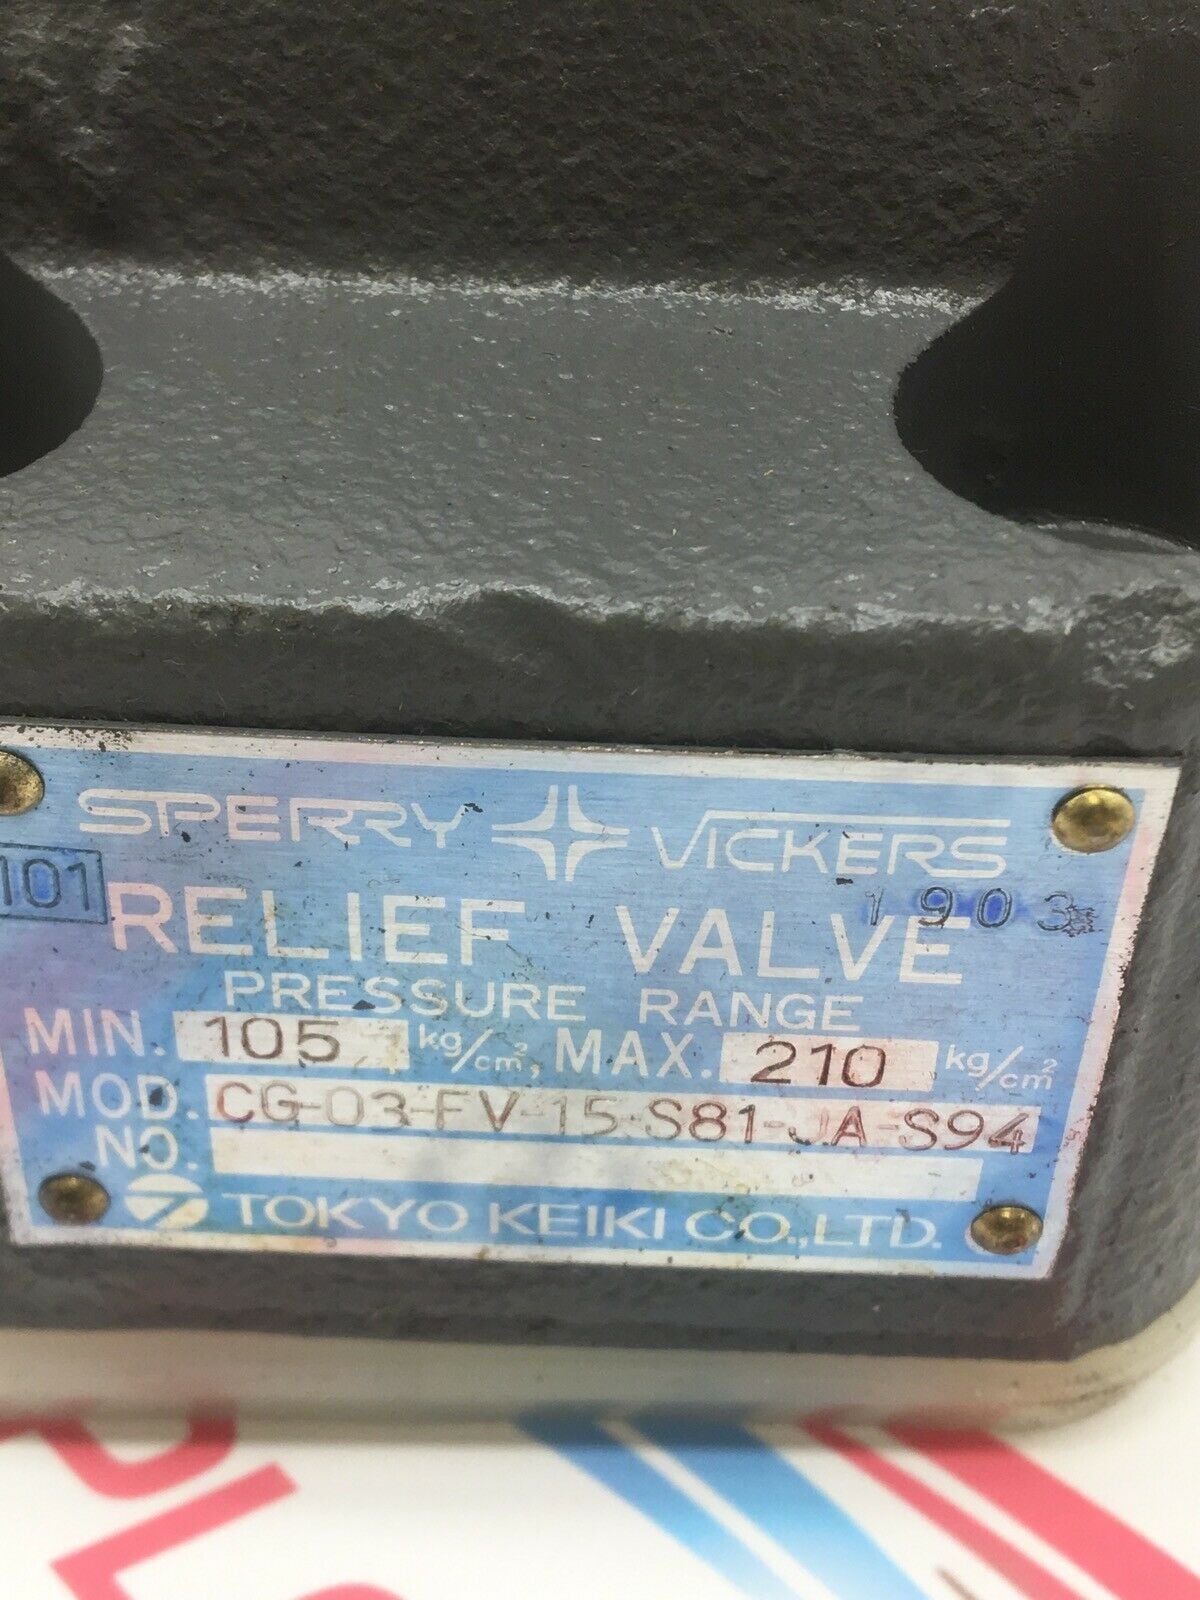 SPERRY VICKERS
101
1903
RELIEF VALVE
PRESSURE RANGE
MIN. 105 kg/cm², MAX. 210 kg/cm²
MOD. CG-03-FV-15-S81-JA-S94
NO.
TOKYO KEIKI CO., LTD.